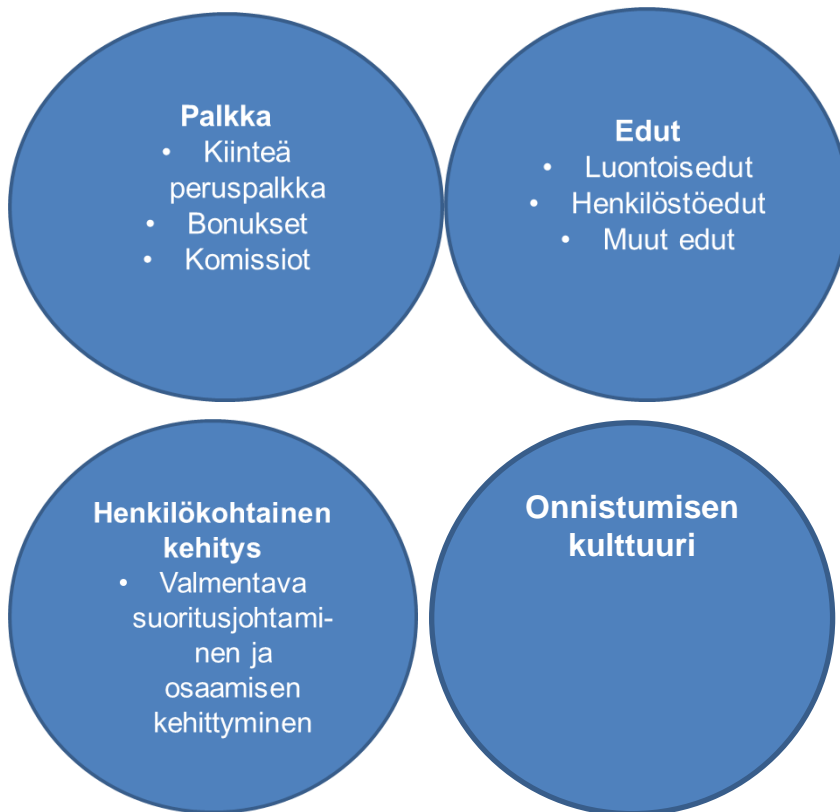 Palkka
• Kiinteä
peruspalkka
• Bonukset
• Komissiot
Edut
• Luontoisedut
• Henkilöstöedut
• Muut edut
Henkilökohtainen
kehitys
• Valmentava
suoritusjohtami-
nen ja
osaamisen
kehittyminen
Onnistumisen
kulttuuri